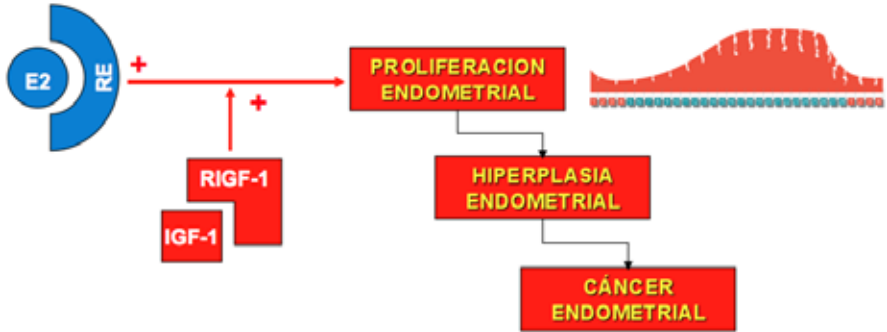 E2
RE
+
+
PROLIFERACION
ENDOMETRIAL
RIGF-1
IGF-1
HIPERPLASIA
ENDOMETRIAL
CÁNCER
ENDOMETRIAL